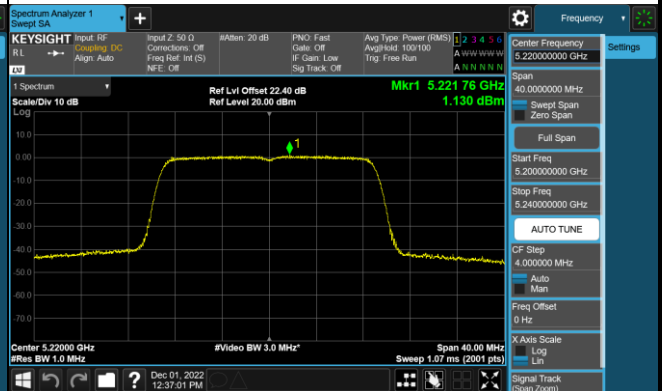 Spectrum Analyzer 1
Swept SA
Frequency
KEYSIGHT
RL
LXI
Input: RF
Coupling: DC
Align: Auto
Input Z: 50 Ω
Corrections: Off
Freq Ref: Int (S)
NFE: Off
#Atten: 20 dB
PNO: Fast
Gate: Off
IF Gain: Low
Sig Track: Off
Avg Type: Power (RMS)
Avg|Hold: 100/100
Trig: Free Run
1 2 3 4 5 6
A W W W W W
A N N N N N
Settings
1 Spectrum
Scale/Div 10 dB
Log
Ref Lvl Offset 22.40 dB
Ref Level 20.00 dBm
Mkr1 5.221 76 GHz
1.130 dBm
1
10.0
0.00
-10.0
-20.0
-30.0
-40.0
-50.0
-60.0
-70.0
Center 5.22000 GHz
#Res BW 1.0 MHz
#Video BW 3.0 MHz*
Span 40.00 MHz
Sweep 1.07 ms (2001 pts)
Center Frequency
5.220000000 GHz
Span
40.0000000 MHz
Swept Span
Zero Span
Full Span
Start Freq
5.200000000 GHz
Stop Freq
5.240000000 GHz
AUTO TUNE
CF Step
4.000000 MHz
Auto
Man
Freq Offset
0 Hz
X Axis Scale
Log
Lin
Signal Track
(Span Zoom)
Dec 01, 2022
12:37:01 PM